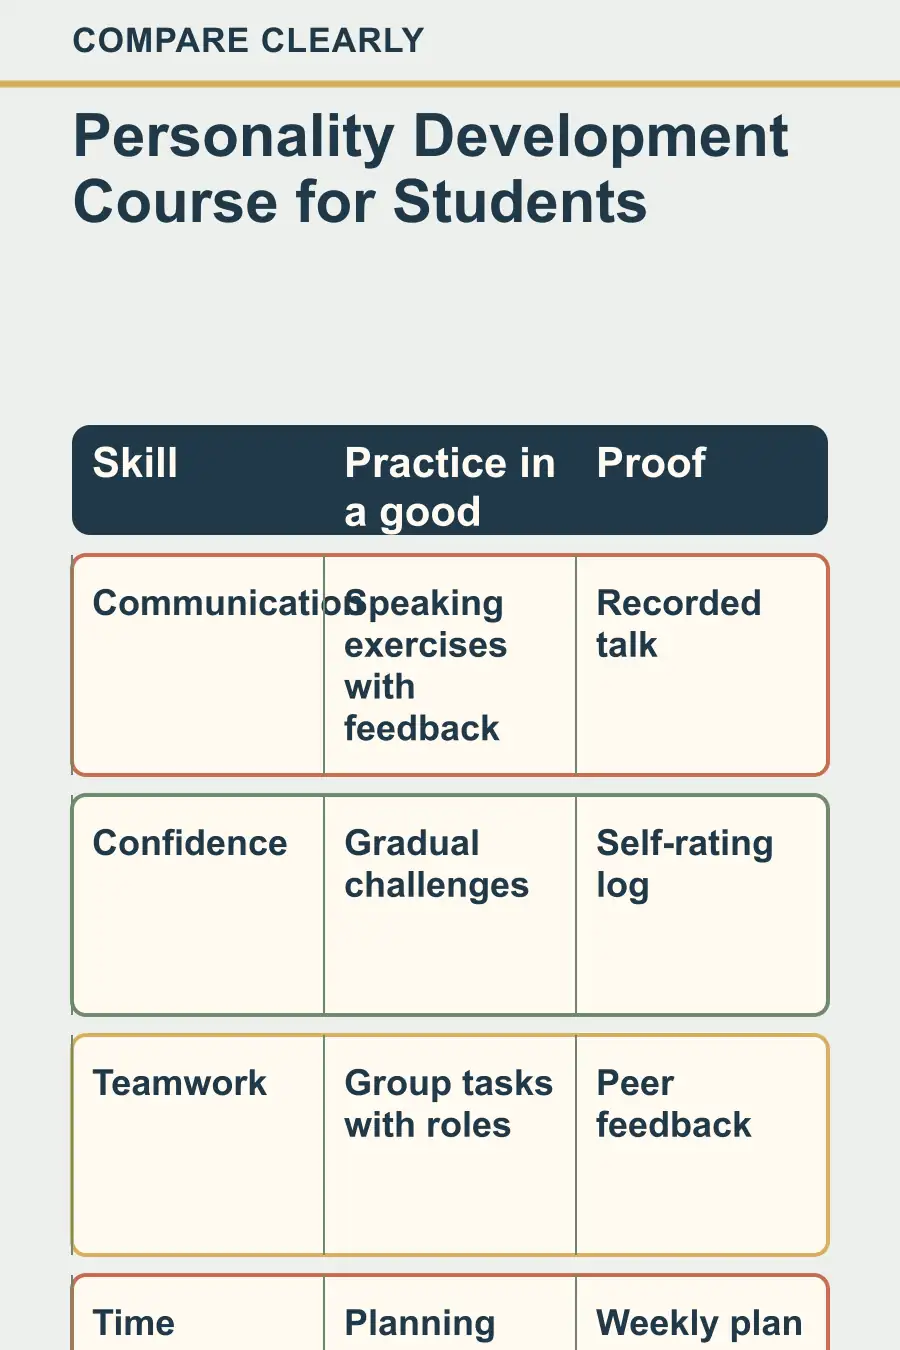 COMPARE CLEARLY
Personality Development
Course for Students
Skill
Practice in
a good
Proof
Communication
Speaking
exercises
with
feedback
Recorded
talk
Confidence
Gradual
challenges
Self-rating
log
Teamwork
Group tasks
with roles
Peer
feedback
Time
Planning
Weekly plan